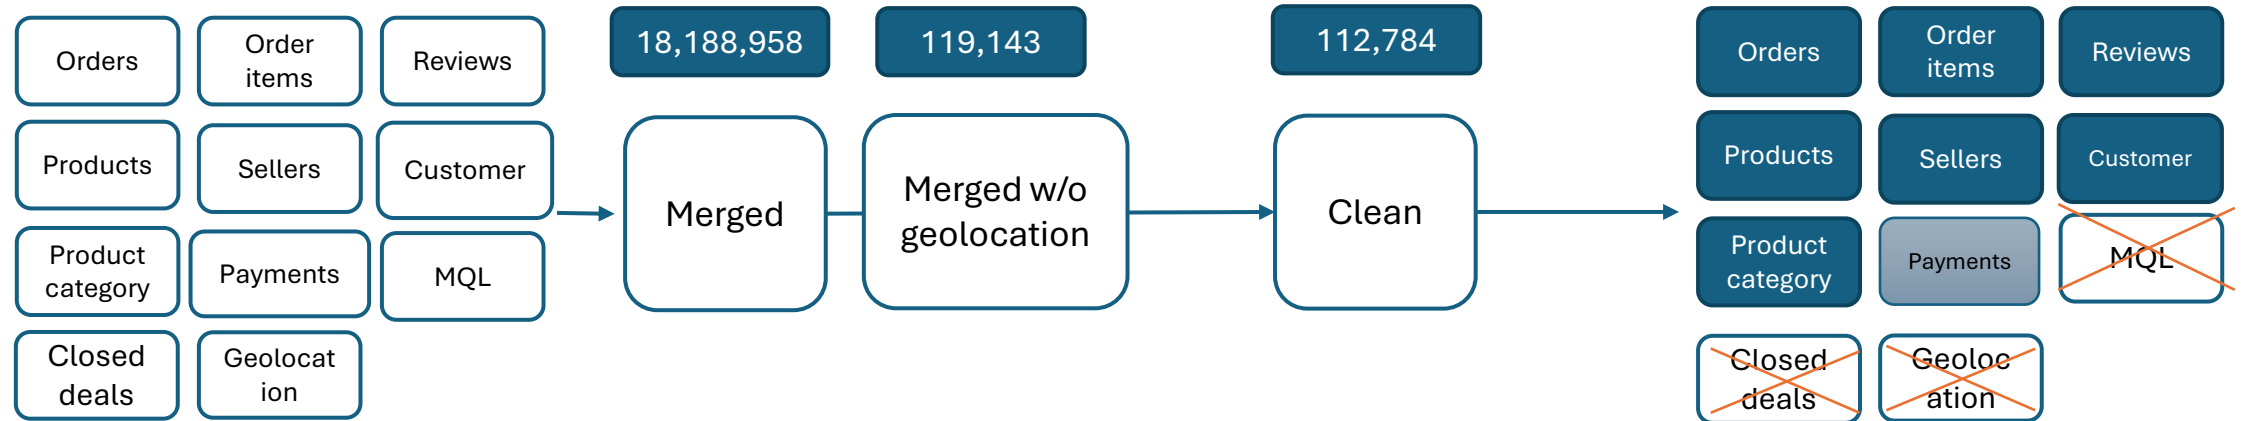 Orders
Order
items
Reviews
Products
Sellers
Customer
Product
category
Payments
MQL
Closed
deals
Geolocat
ion
18,188,958
119,143
112,784
Merged
Merged w/o
geolocation
Clean
Orders
Order
items
Reviews
Products
Sellers
Customer
Product
category
Payments
MQL
Closed
deals
Geoloc
ation